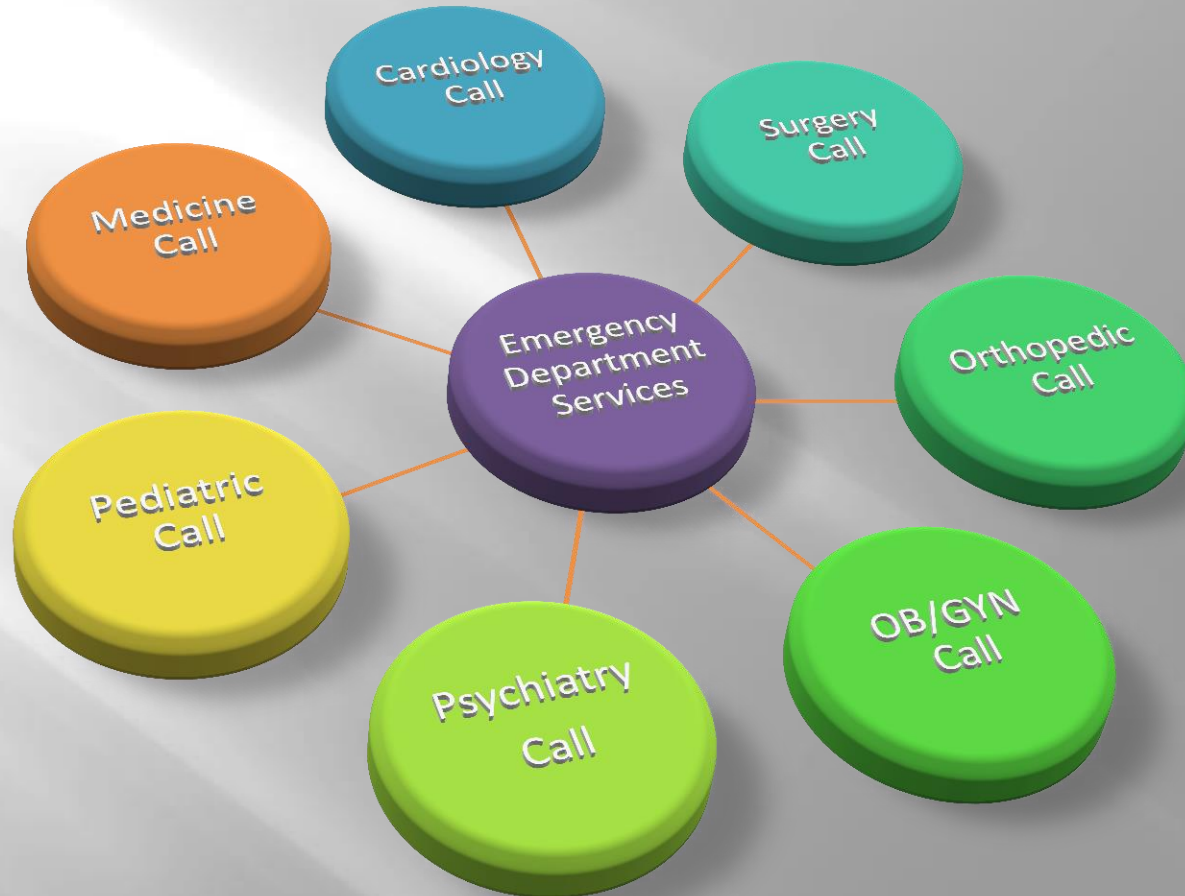 Cardiology
Call
Surgery
Call
Medicine
Call
Emergency
Department
Services
Orthopedic
Call
Pediatric
Call
OB/GYN
Call
Psychiatry
Call